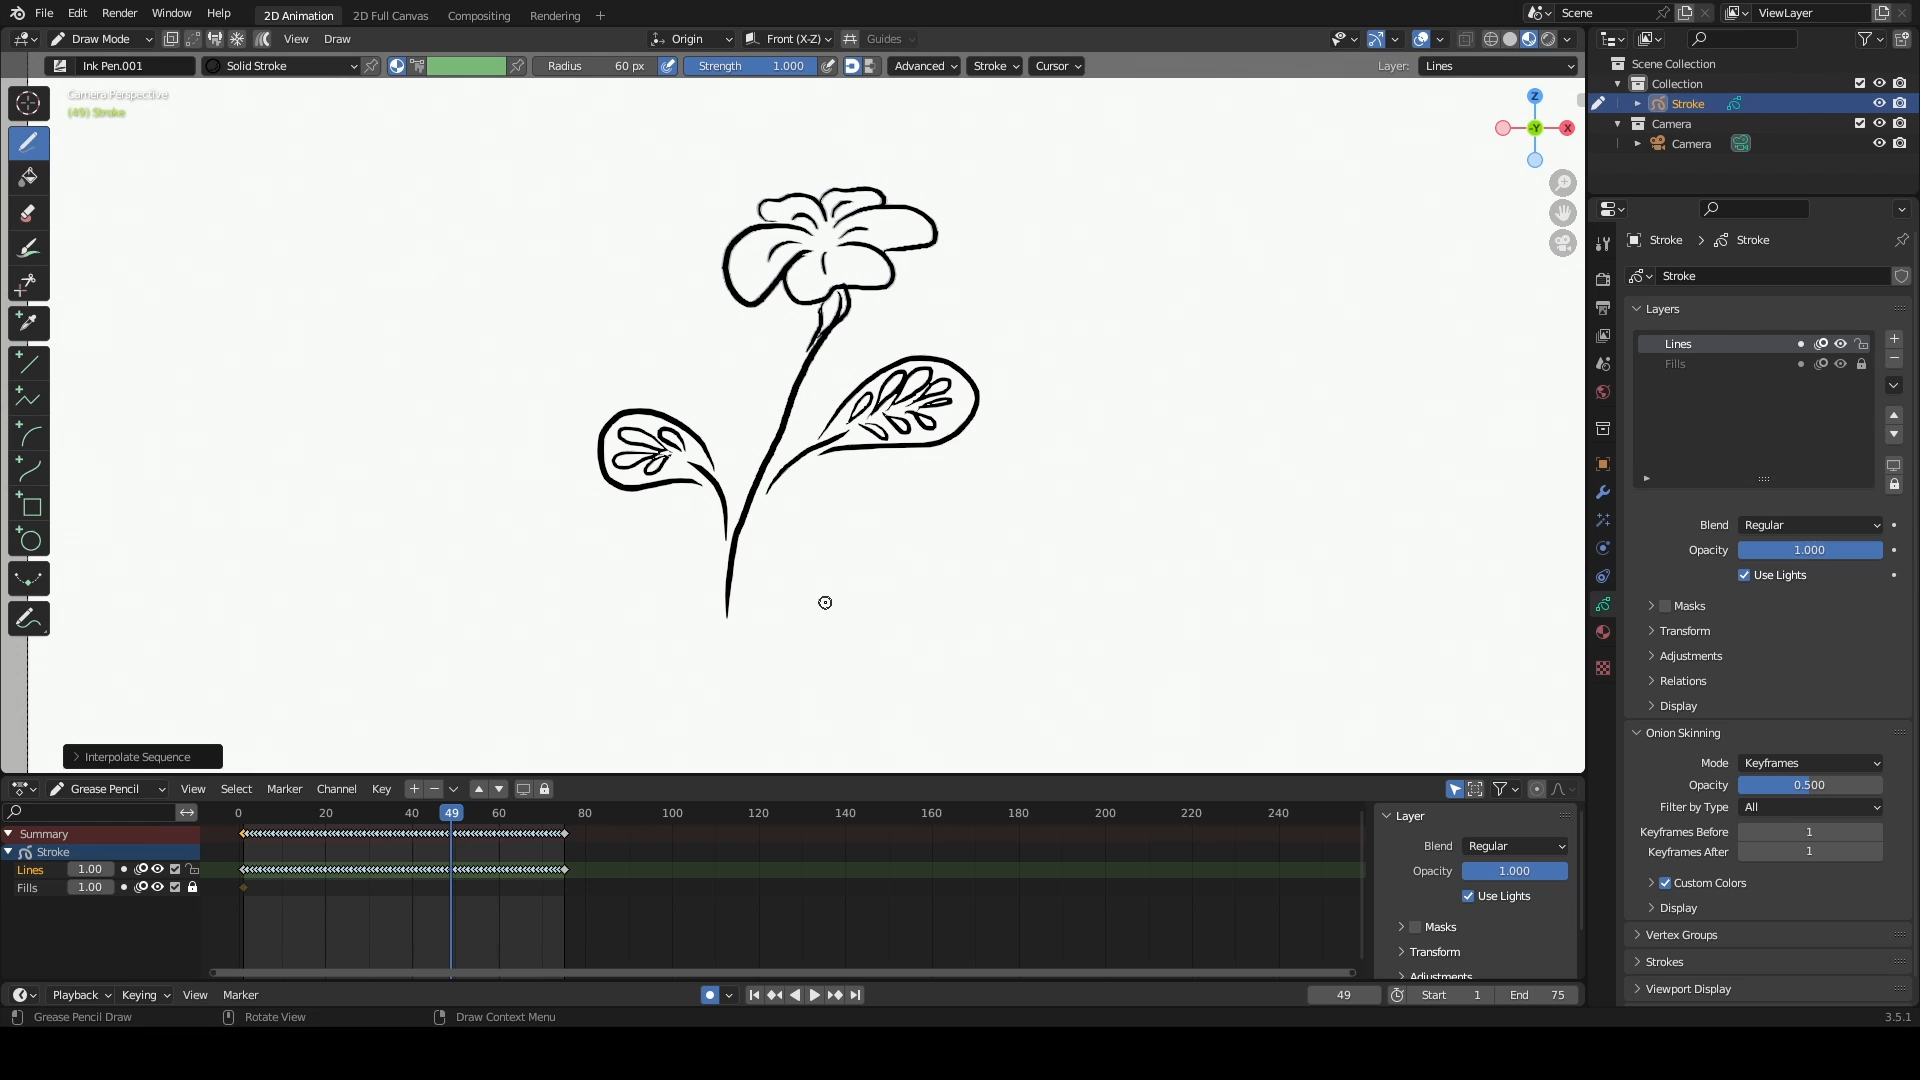 File Edit Render Window Help 2D Animation 2D Full Canvas Compositing Rendering + Scene ViewLayer
Draw Mode View Draw Origin Front (X-Z) Guides
Ink Pen.001 Solid Stroke Radius 60 px Strength 1.000 Advanced Stroke Cursor Layer: Lines
Camera Perspective
(49) Stroke
Z
-Y
X
Interpolate Sequence
Scene Collection
Collection
Stroke
Camera
Camera
Stroke > Stroke
Stroke
Layers
Lines
Fills
Blend Regular
Opacity 1.000
Use Lights
Masks
Transform
Adjustments
Relations
Display
Onion Skinning
Mode Keyframes
Opacity 0.500
Filter by Type All
Keyframes Before 1
Keyframes After 1
Custom Colors
Display
Vertex Groups
Strokes
Viewport Display
Grease Pencil View Select Marker Channel Key
0 20 40 49 60 80 100 120 140 160 180 200 220 240
Summary
Stroke
Lines 1.00
Fills 1.00
Layer
Blend Regular
Opacity 1.000
Use Lights
Masks
Transform
Adjustments
Playback Keying View Marker 49 Start 1 End 75
Grease Pencil Draw Rotate View Draw Context Menu 3.5.1